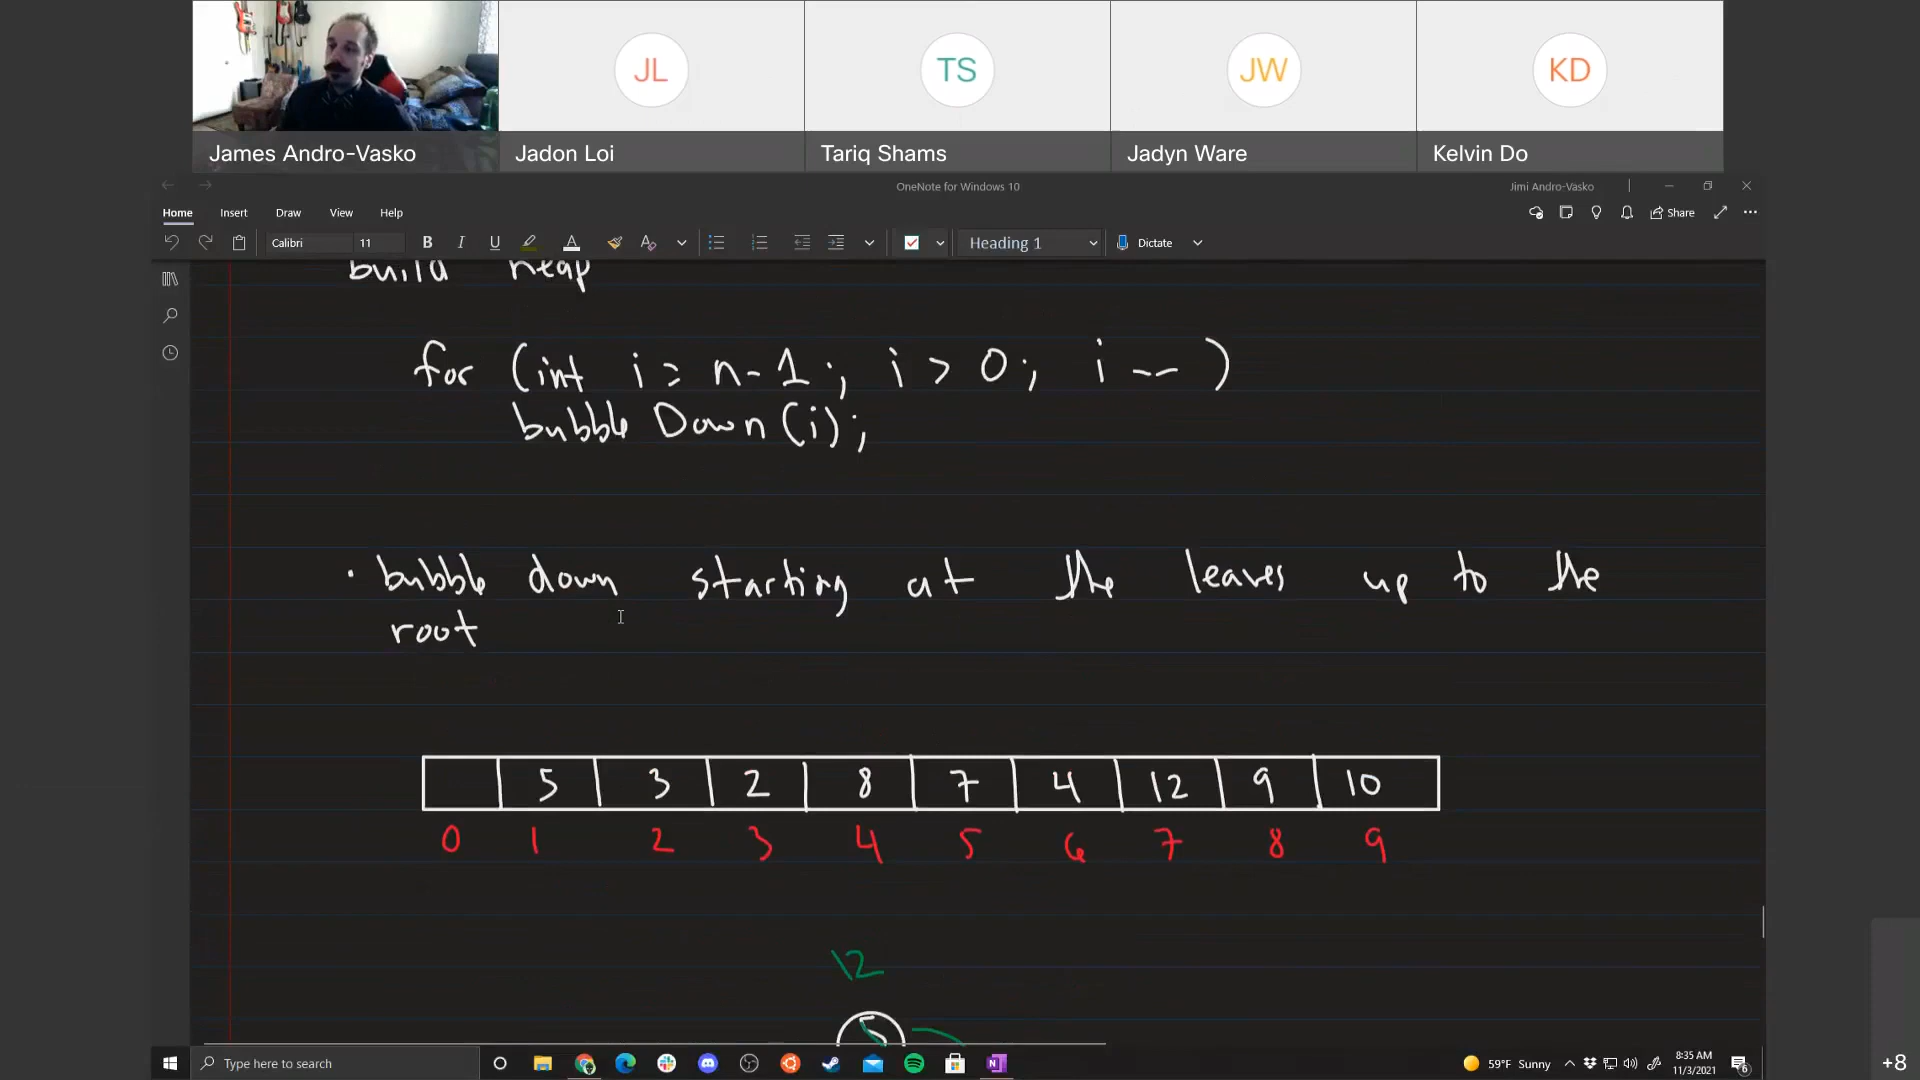 JL
TS
JW
KD
James Andro-Vasko
Jadon Loi
Tariq Shams
Jadyn Ware
Kelvin Do
OneNote for Windows 10
Jimi Andro-Vasko
Home
Insert
Draw
View
Help
Share
Calibri
11
B
I
U
A
Heading 1
Dictate
build heap
for (int i = n - 1; i > 0; i -- )
bubble Down (i);
• bubble down starting at the leaves up to the
root
5 3 2 8 7 4 12 9 10
0 1 2 3 4 5 6 7 8 9
12
5
Type here to search
59°F Sunny
8:35 AM
11/3/2021
6
+8